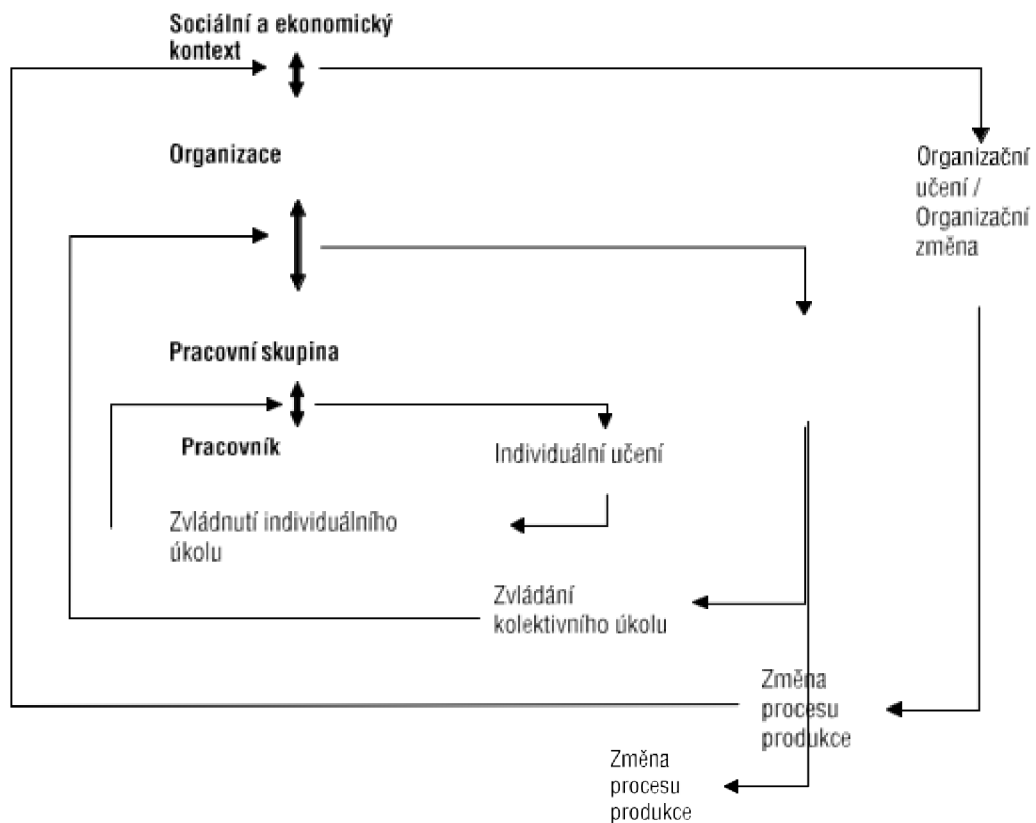 Sociální a ekonomický
kontext
Organizace
Organizační
učení /
Organizační
změna
Pracovní skupina
Pracovník
Individuální učení
Zvládnutí individuálního
úkolu
Zvládání
kolektivního úkolu
Změna
procesu
produkce
Změna
procesu
produkce